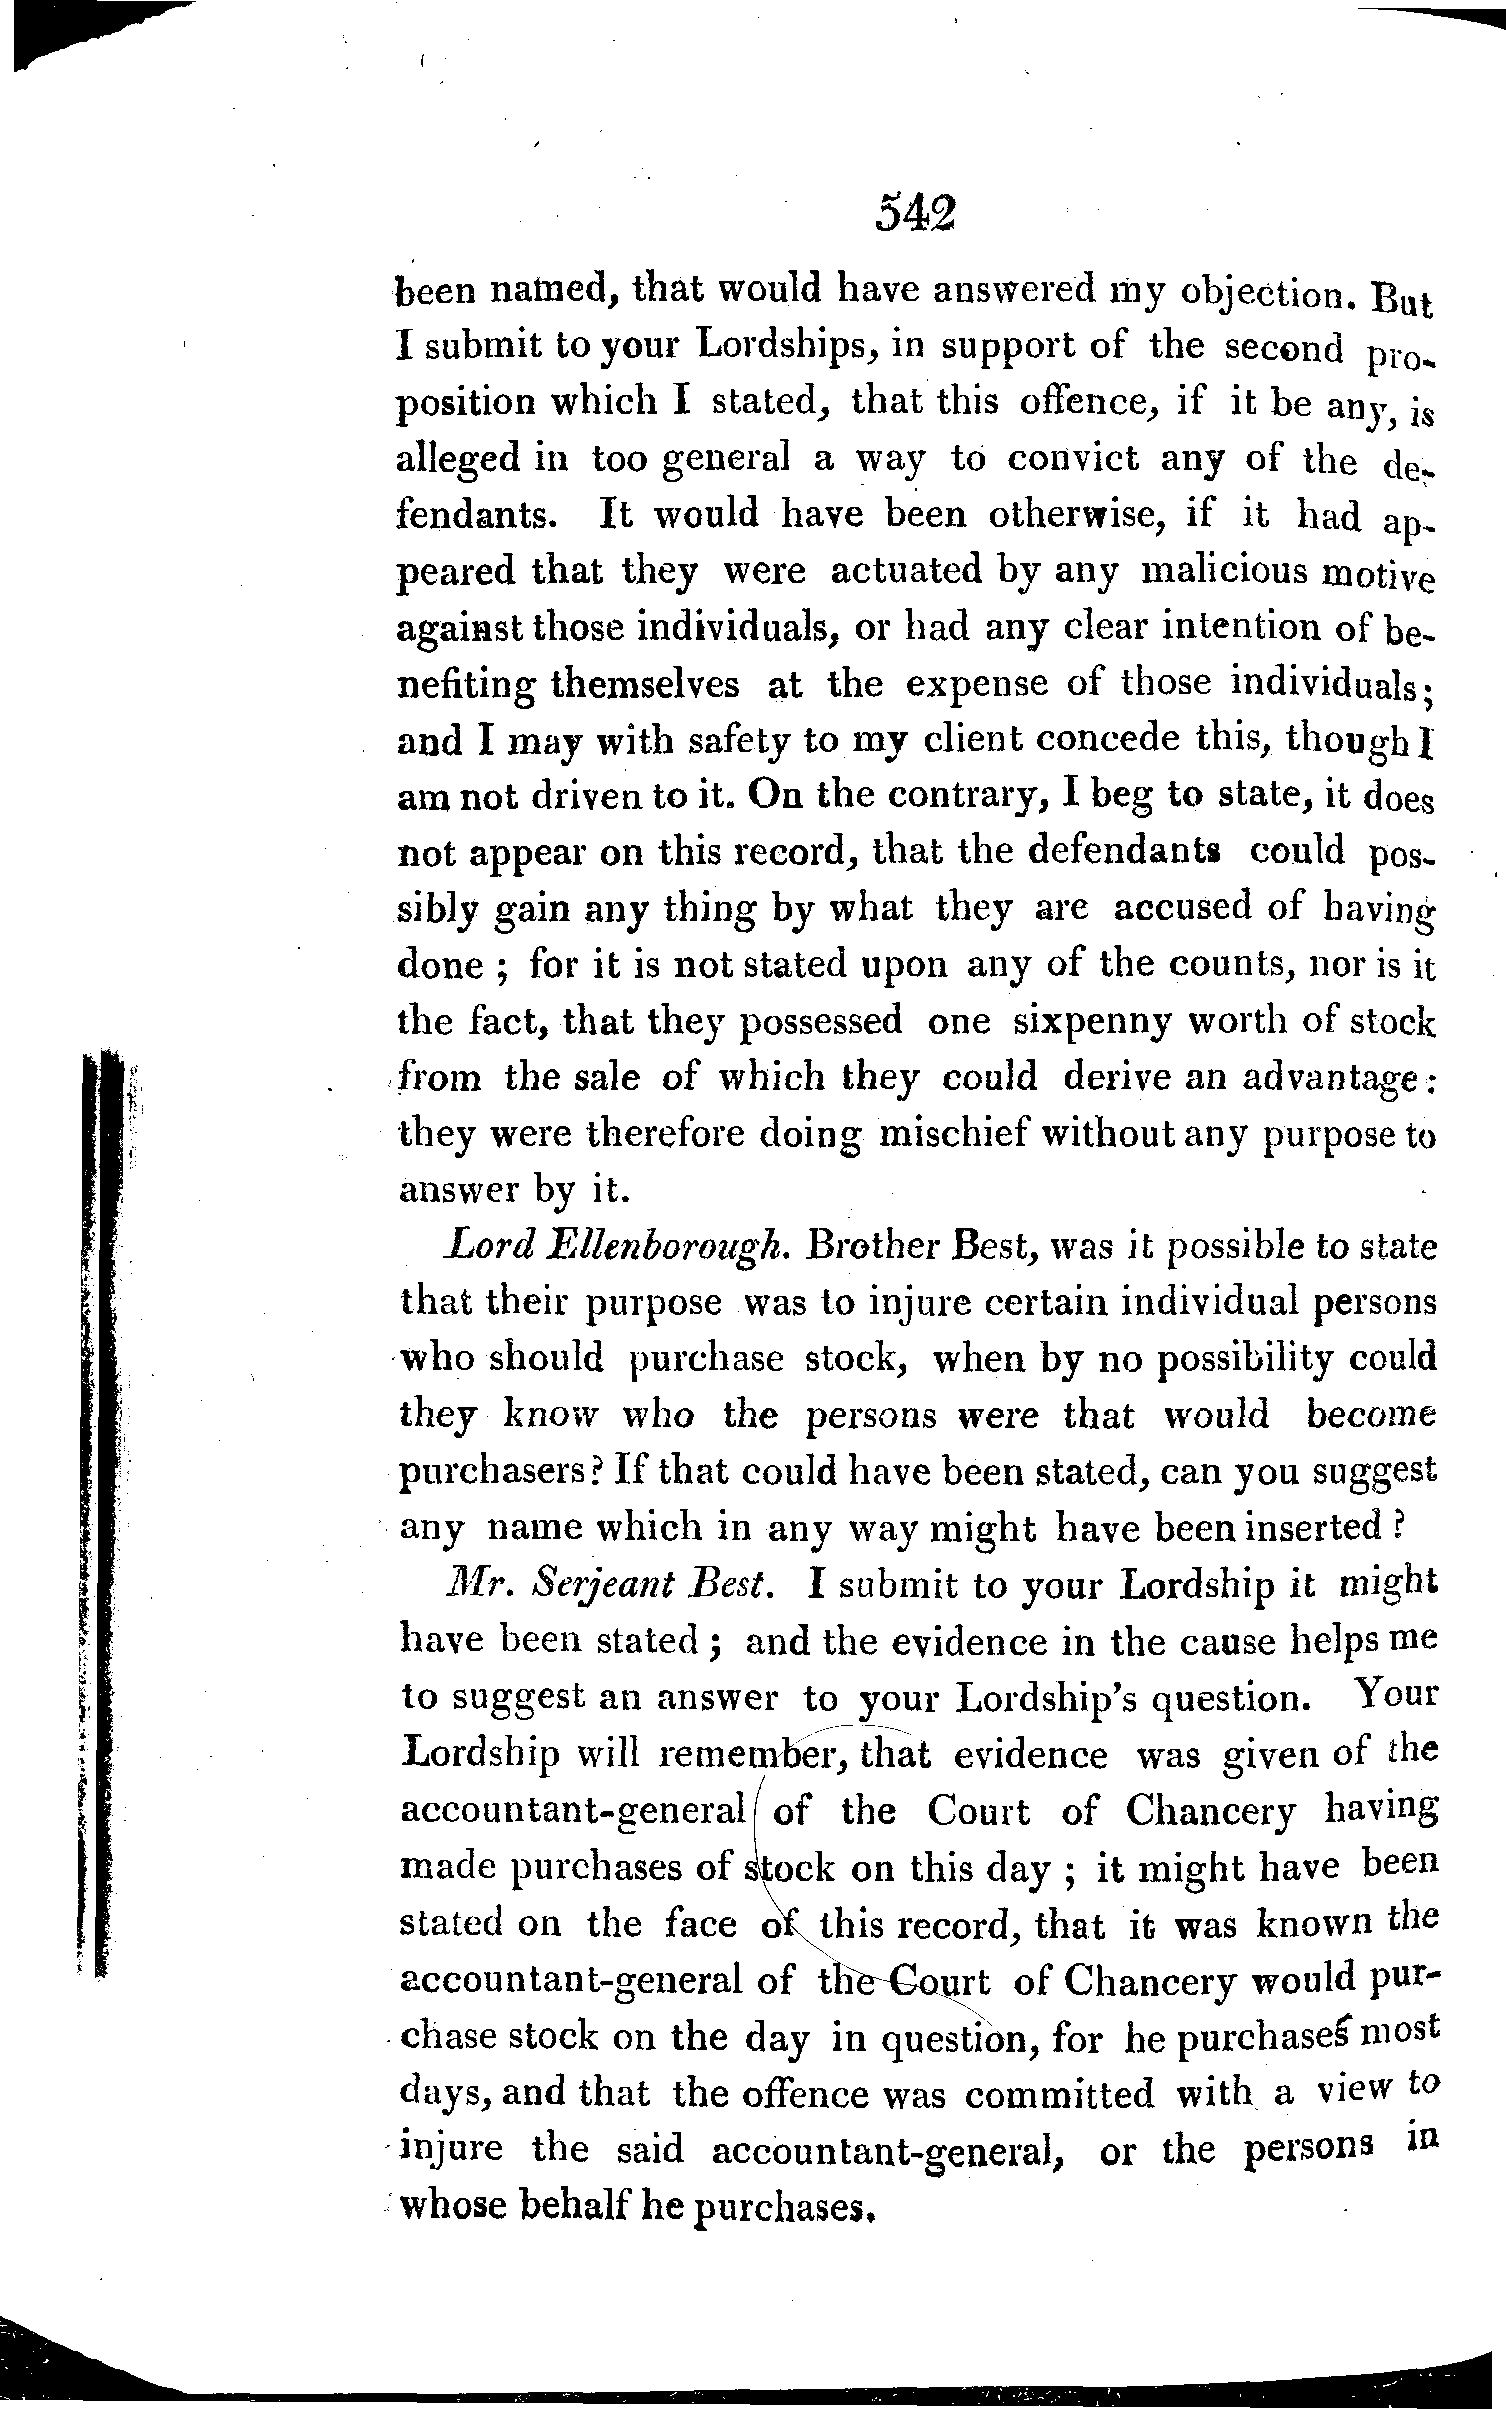 542
been named, that would have answered my objection. But
I submit to your Lordships, in support of the second pro-
position which I stated, that this offence, if it be any, is
alleged in too general a way to convict any of the de-
fendants. It would have been otherwise, if it had ap-
peared that they were actuated by any malicious motive
against those individuals, or had any clear intention of be-
nefiting themselves at the expense of those individuals;
and I may with safety to my client concede this, though I
am not driven to it. On the contrary, I beg to state, it does
not appear on this record, that the defendants could pos-
sibly gain any thing by what they are accused of having
done ; for it is not stated upon any of the counts, nor is it
the fact, that they possessed one sixpenny worth of stock
from the sale of which they could derive an advantage:
they were therefore doing mischief without any purpose to
answer by it.
Lord Ellenborough. Brother Best, was it possible to state
that their purpose was to injure certain individual persons
who should purchase stock, when by no possibility could
they know who the persons were that would become
purchasers? If that could have been stated, can you suggest
any name which in any way might have been inserted ?
Mr. Serjeant Best. I submit to your Lordship it might
have been stated ; and the evidence in the cause helps me
to suggest an answer to your Lordship's question. Your
Lordship will remember, that evidence was given of the
accountant-general of the Court of Chancery having
made purchases of stock on this day ; it might have been
stated on the face of this record, that it was known the
accountant-general of the Court of Chancery would pur-
chase stock on the day in question, for he purchases most
days, and that the offence was committed with a view to
injure the said accountant-general, or the persons in
whose behalf he purchases.